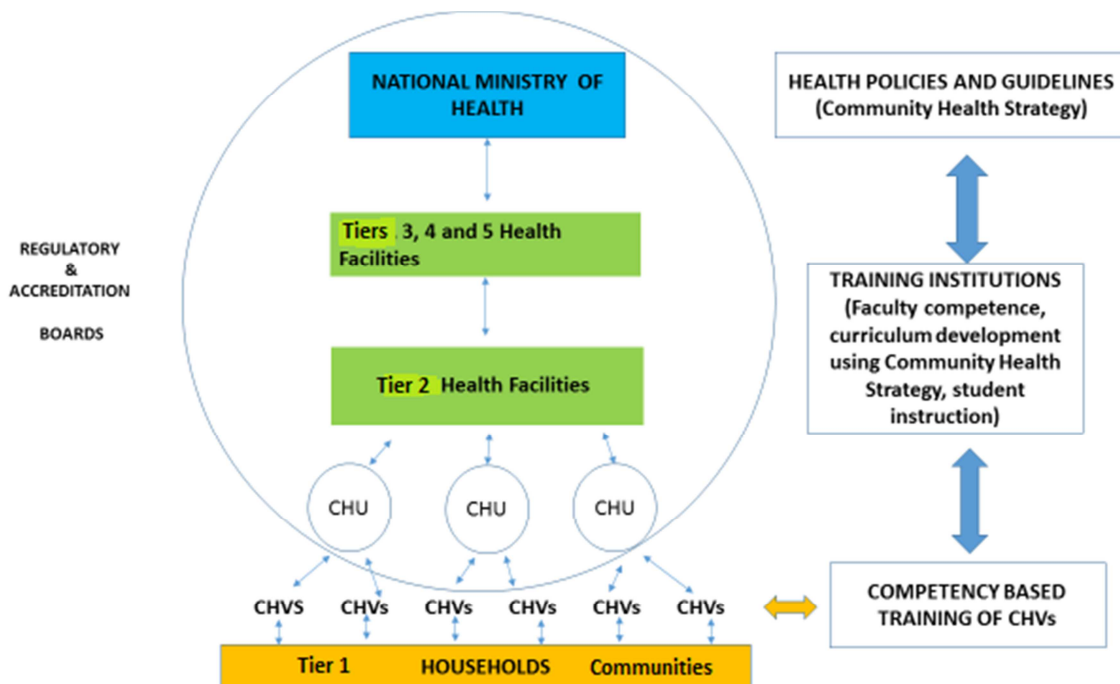 NATIONAL MINISTRY OF
HEALTH
HEALTH POLICIES AND GUIDELINES
(Community Health Strategy)
Tiers 3, 4 and 5 Health
Facilities
REGULATORY
&
ACCREDITATION
BOARDS
TRAINING INSTITUTIONS
(Faculty competence,
curriculum development
using Community Health
Strategy, student
instruction)
Tier 2 Health Facilities
CHU
CHU
CHU
CHVS CHVs CHVs CHVs CHVs CHVs
COMPETENCY BASED
TRAINING OF CHVs
Tier 1 HOUSEHOLDS Communities